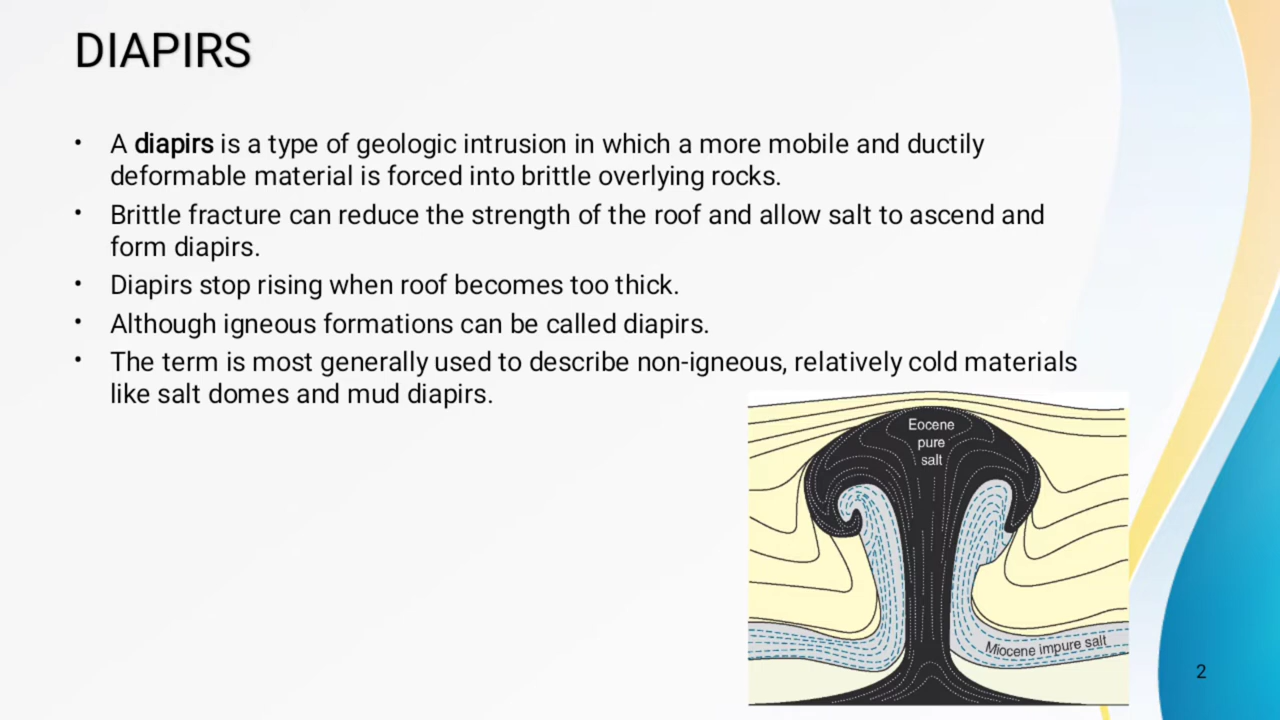 DIAPIRS
• A diapirs is a type of geologic intrusion in which a more mobile and ductily
deformable material is forced into brittle overlying rocks.
• Brittle fracture can reduce the strength of the roof and allow salt to ascend and
form diapirs.
• Diapirs stop rising when roof becomes too thick.
• Although igneous formations can be called diapirs.
• The term is most generally used to describe non-igneous, relatively cold materials
like salt domes and mud diapirs.
Eocene
pure
salt
Miocene impure salt
2